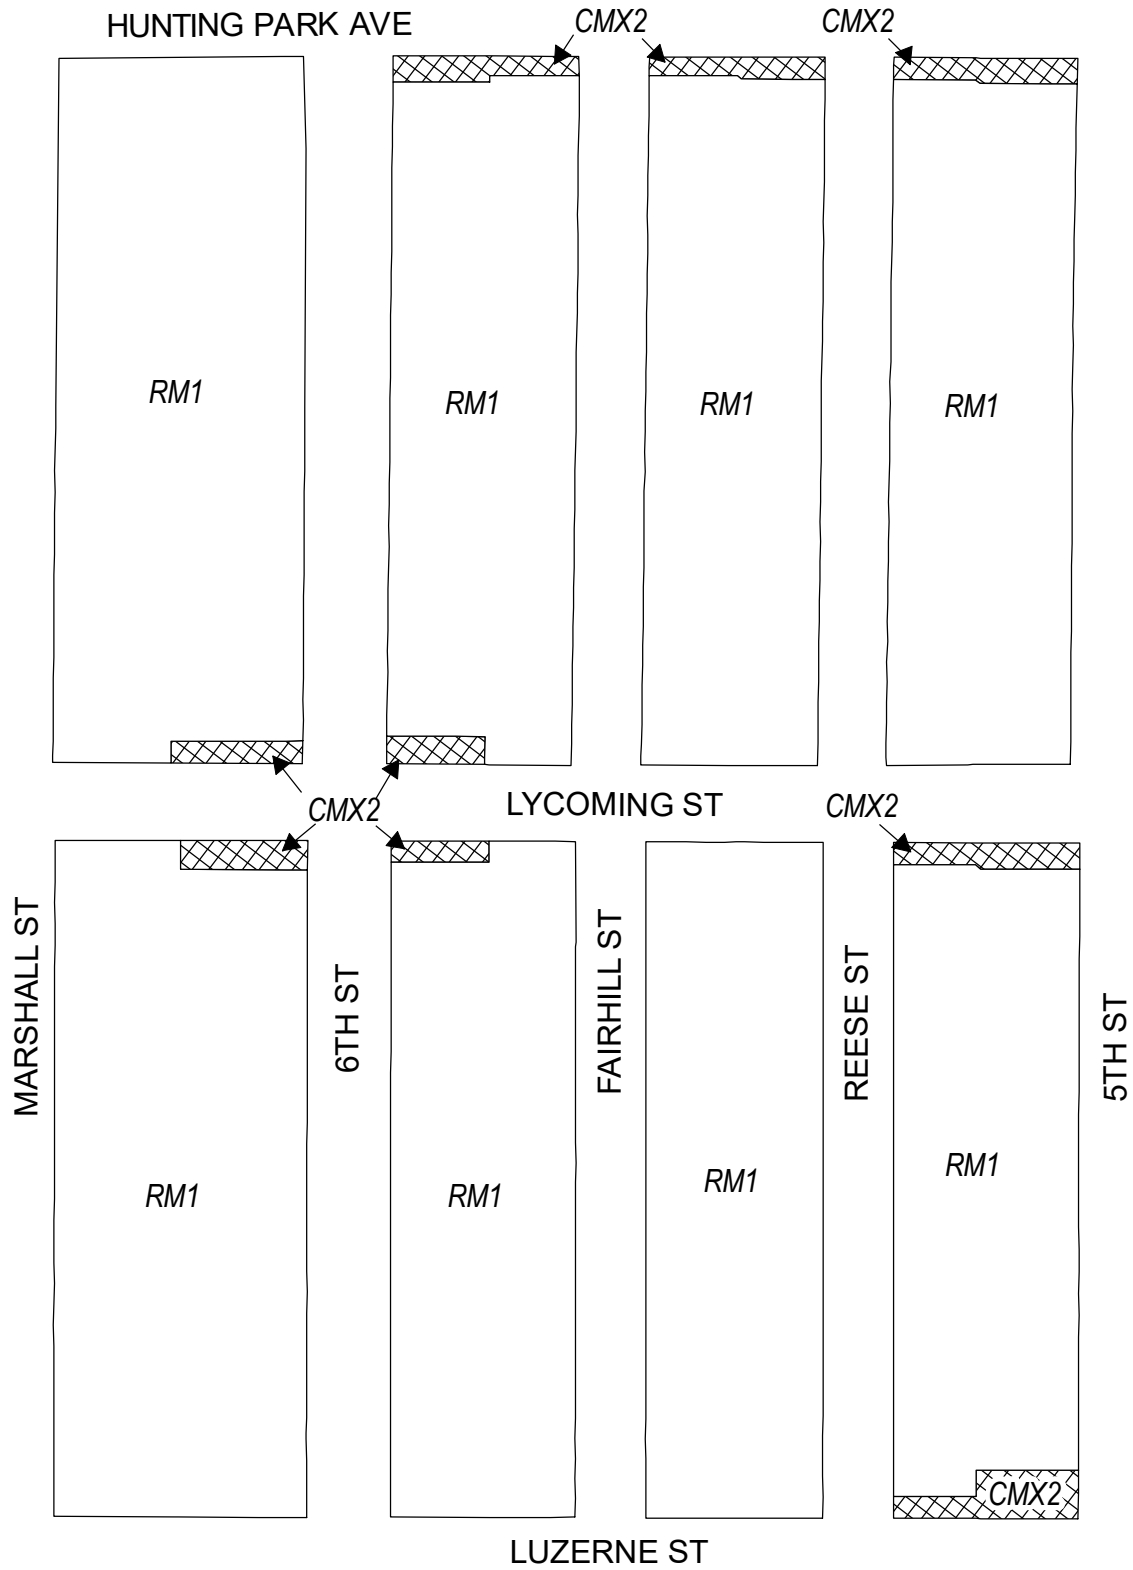 HUNTING PARK AVE
CMX2
CMX2
RM1
RM1
RM1
RM1
CMX2
LYCOMING ST
CMX2
MARSHALL ST
6TH ST
FAIRHILL ST
REESE ST
5TH ST
RM1
RM1
RM1
RM1
CMX2
LUZERNE ST